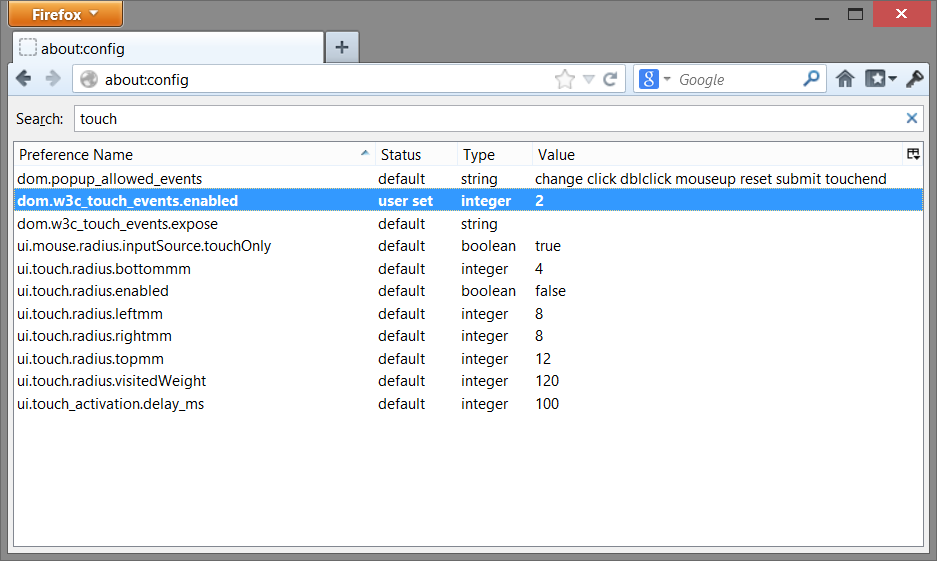 Firefox
about:config
about:config
Google
Search: touch
Preference Name Status Type Value
dom.popup_allowed_events default string change click dblclick mouseup reset submit touchend
dom.w3c_touch_events.enabled user set integer 2
dom.w3c_touch_events.expose default string
ui.mouse.radius.inputSource.touchOnly default boolean true
ui.touch.radius.bottommm default integer 4
ui.touch.radius.enabled default boolean false
ui.touch.radius.leftmm default integer 8
ui.touch.radius.rightmm default integer 8
ui.touch.radius.topmm default integer 12
ui.touch.radius.visitedWeight default integer 120
ui.touch_activation.delay_ms default integer 100